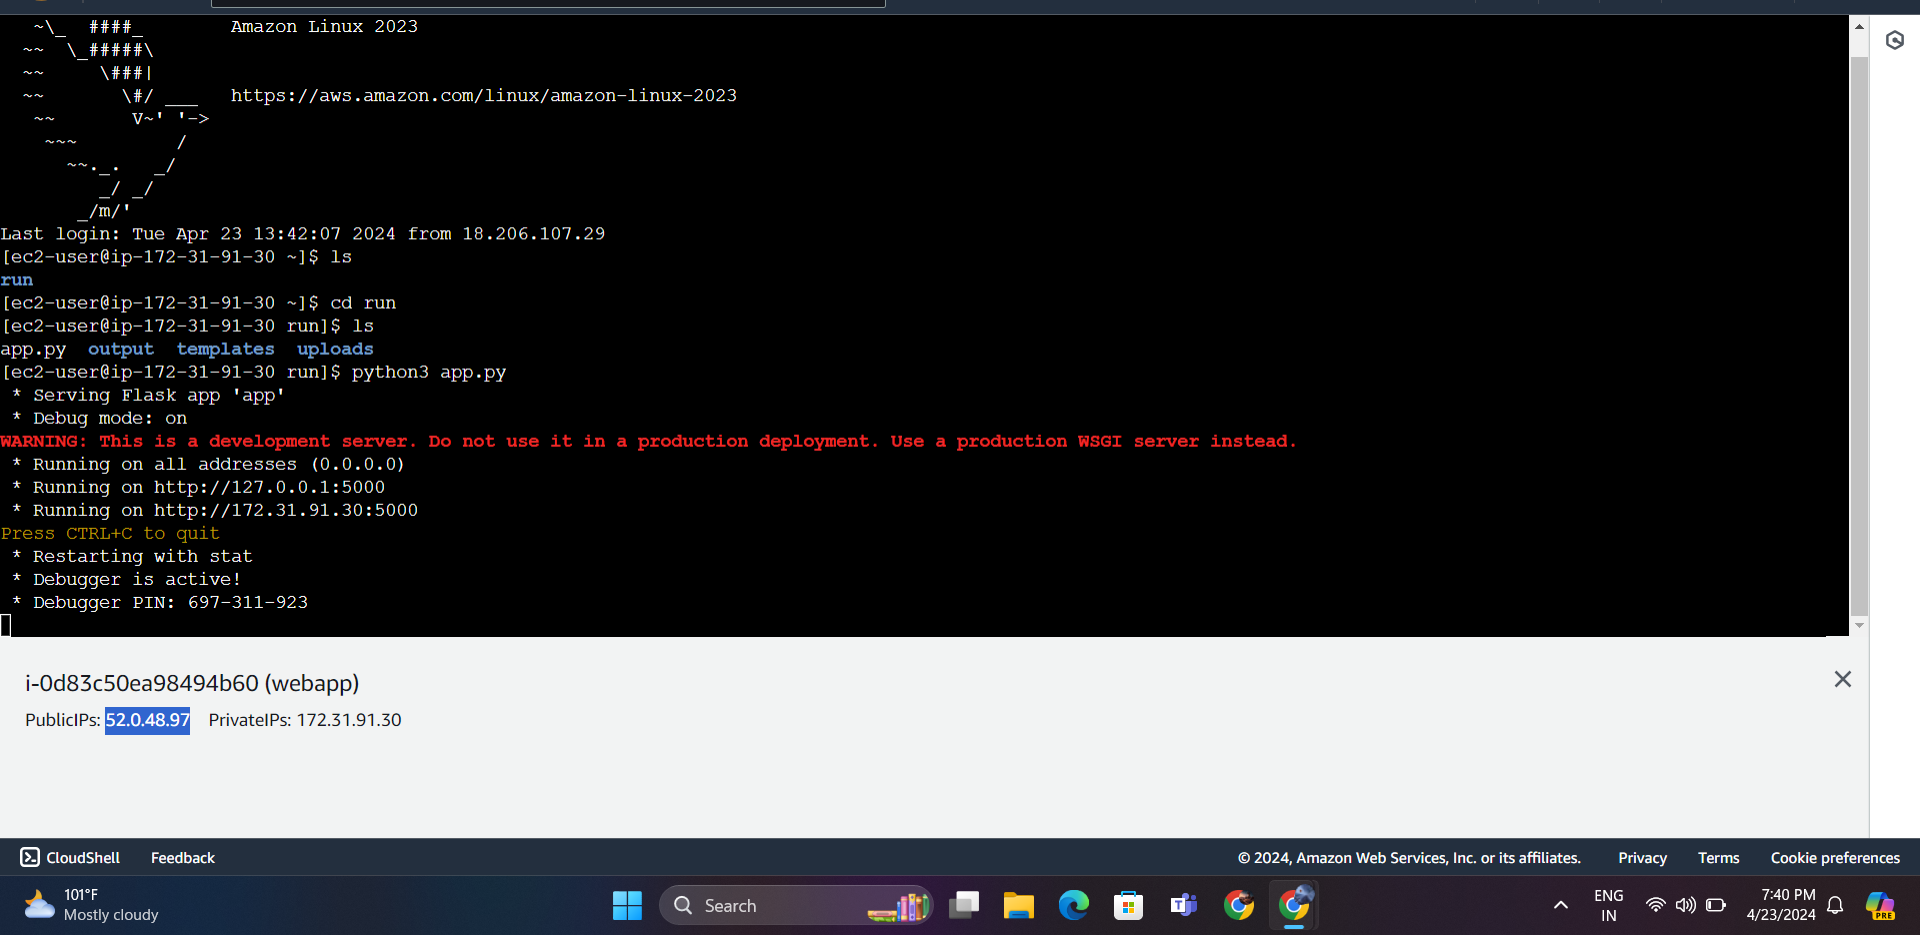 ~\_  ####_        Amazon Linux 2023
~~  \_#####\
~~     \###|
~~       \#/ ___   https://aws.amazon.com/linux/amazon-linux-2023
~~       V~' '->
~~~         /
~~._.   _/
_/ _/
_/m/'
Last login: Tue Apr 23 13:42:07 2024 from 18.206.107.29
[ec2-user@ip-172-31-91-30 ~]$ ls
run
[ec2-user@ip-172-31-91-30 ~]$ cd run
[ec2-user@ip-172-31-91-30 run]$ ls
app.py  output  templates  uploads
[ec2-user@ip-172-31-91-30 run]$ python3 app.py
* Serving Flask app 'app'
* Debug mode: on
WARNING: This is a development server. Do not use it in a production deployment. Use a production WSGI server instead.
* Running on all addresses (0.0.0.0)
* Running on http://127.0.0.1:5000
* Running on http://172.31.91.30:5000
Press CTRL+C to quit
* Restarting with stat
* Debugger is active!
* Debugger PIN: 697-311-923
i-0d83c50ea98494b60 (webapp)
PublicIPs: 52.0.48.97 PrivateIPs: 172.31.91.30
CloudShell Feedback © 2024, Amazon Web Services, Inc. or its affiliates. Privacy Terms Cookie preferences
101°F
Mostly cloudy
Search
ENG
IN
7:40 PM
4/23/2024
PRE